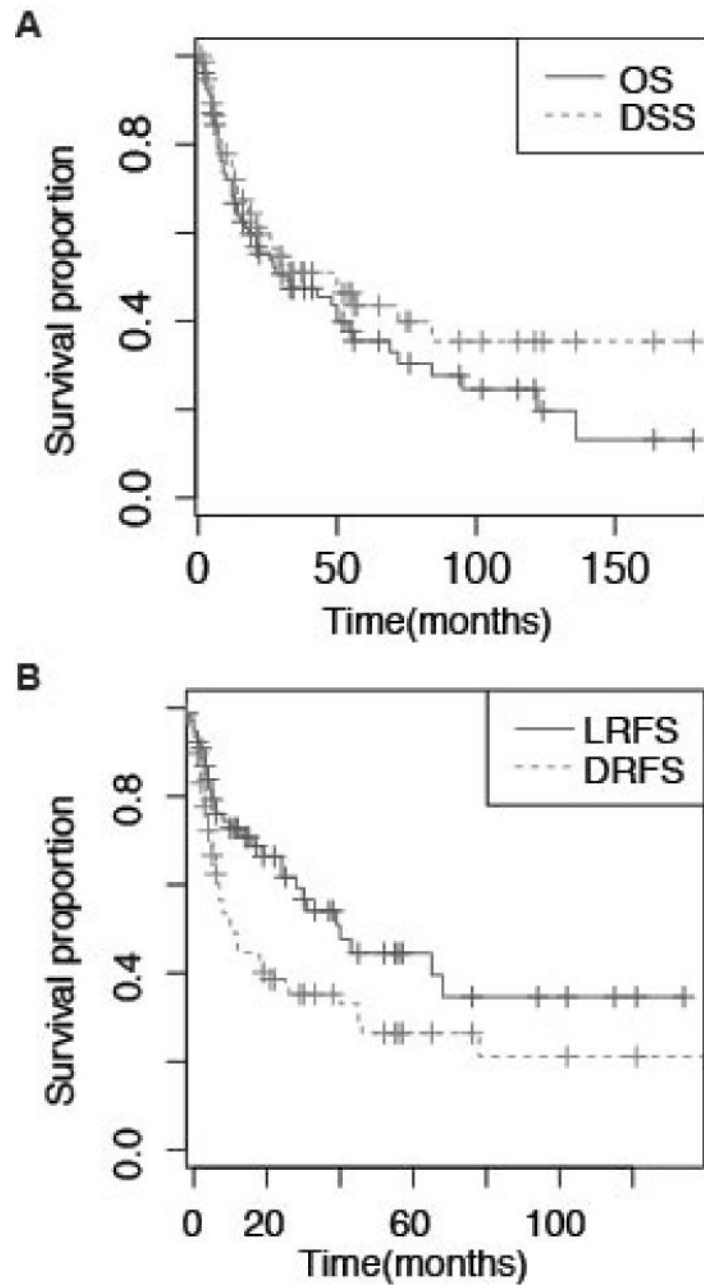 A
OS
DSS
Survival proportion
0.8
0.4
0.0
0 50 100 150
Time(months)
B
LRFS
DRFS
Survival proportion
0.8
0.4
0.0
0 20 60 100
Time(months)